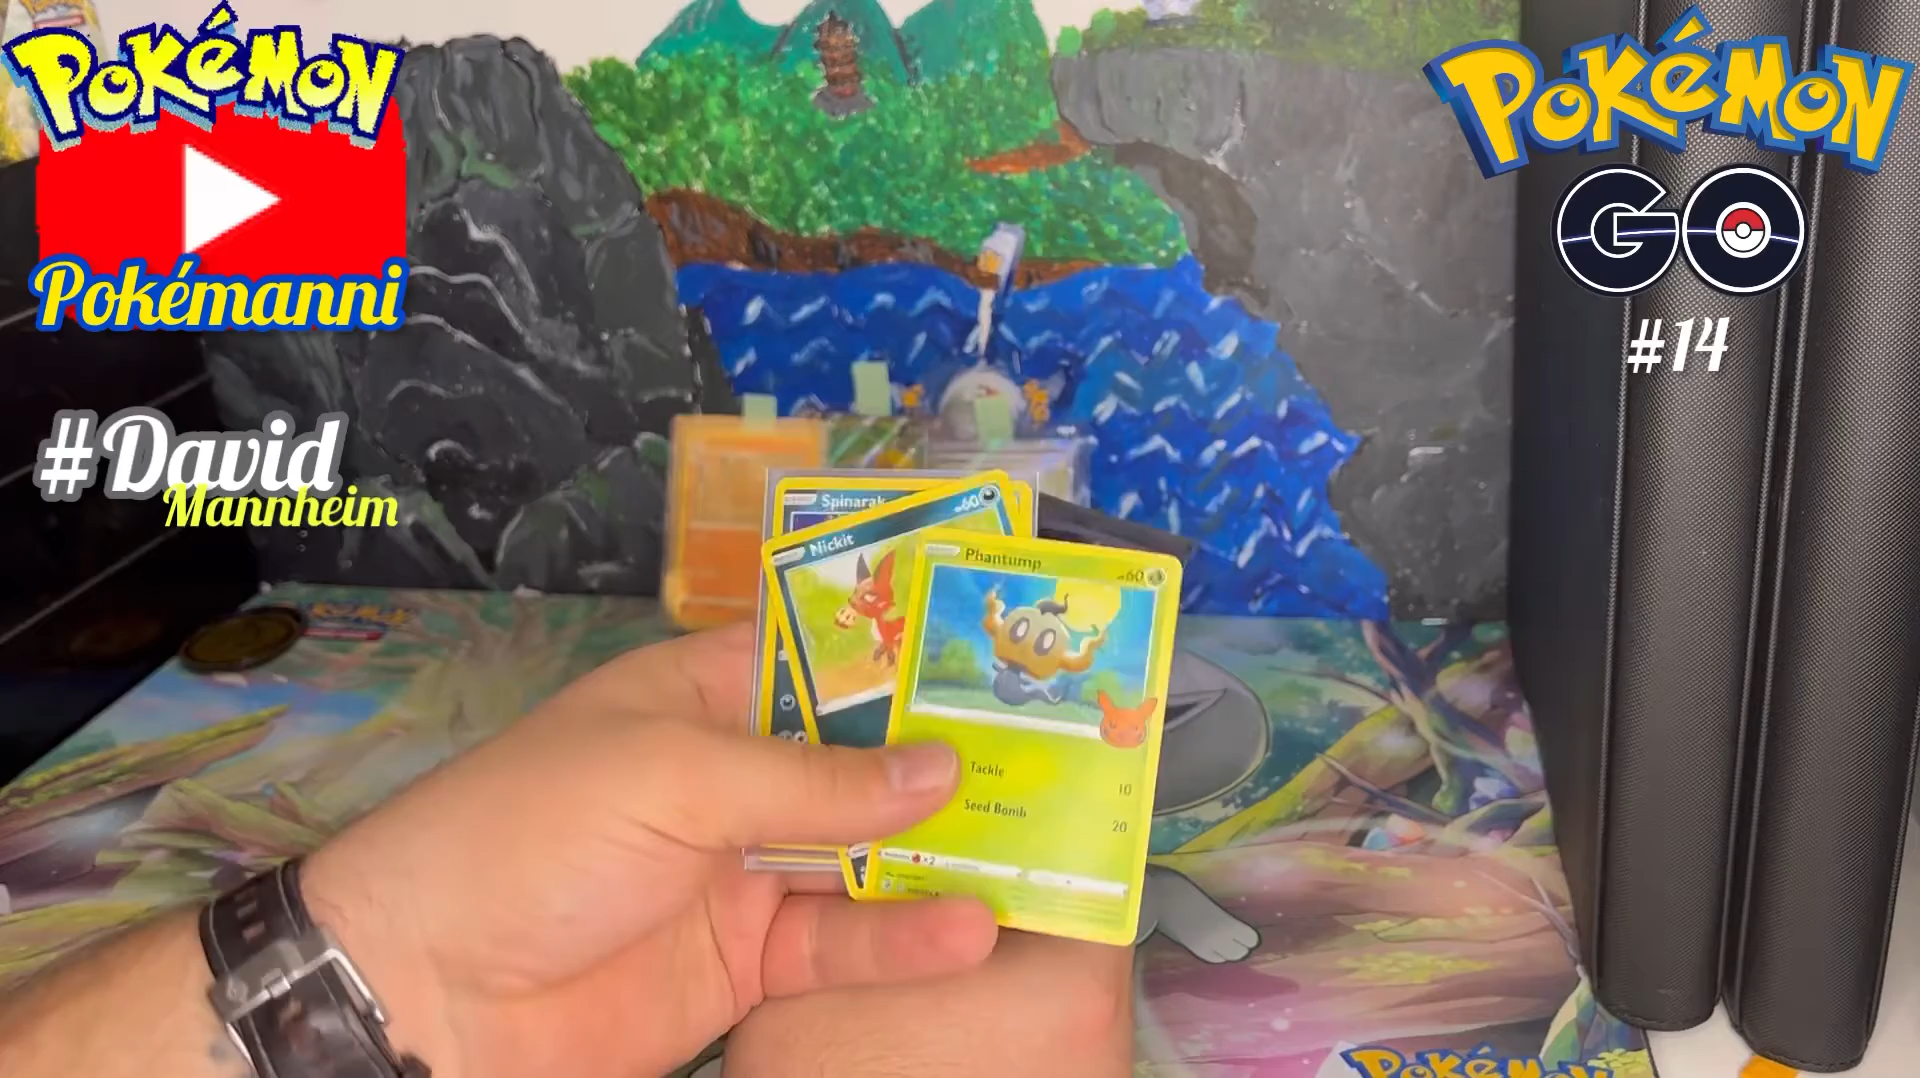 POKéMON
Pokémanni
#David
Mannheim
POKéMON
GO
#14
Spinarak
60
Nickit
Phantump
60
Tackle
10
Seed Bomb
20
×2
POKéMON
POKéMON